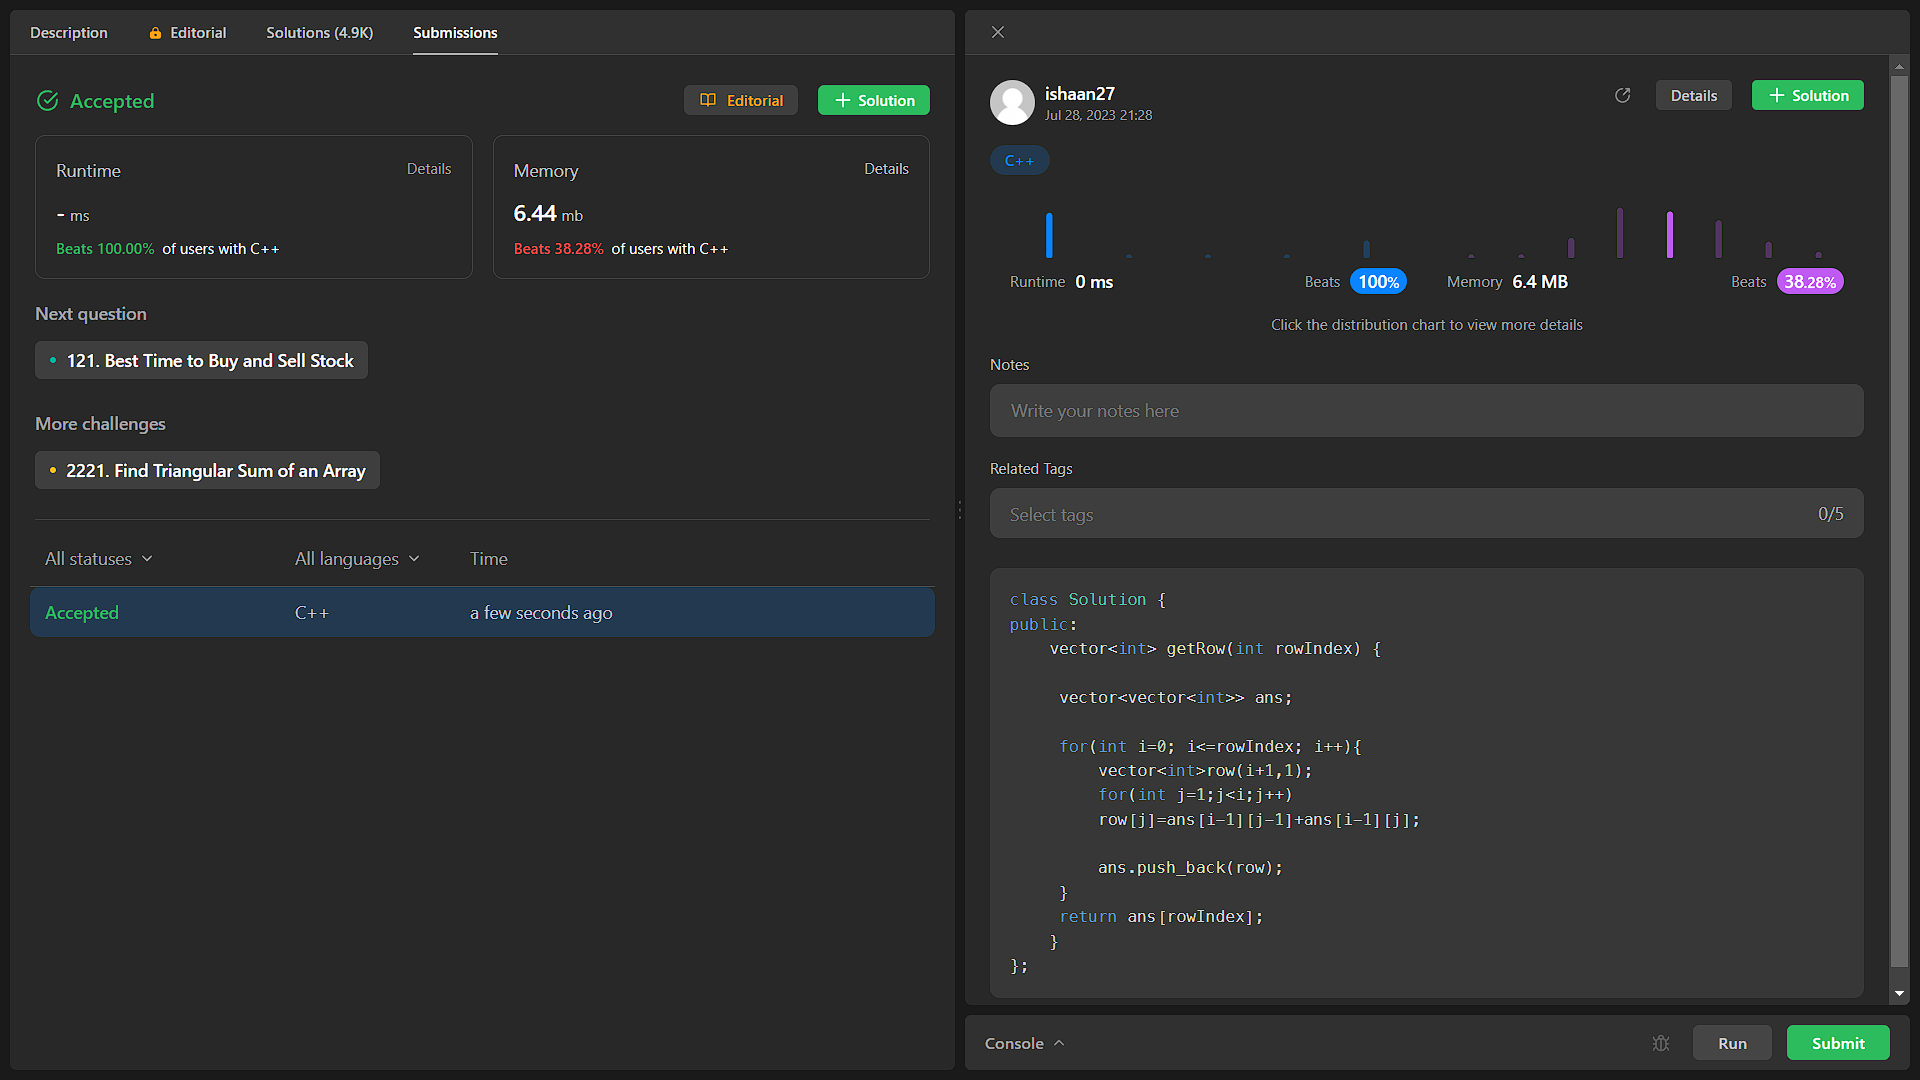 Description
Editorial
Solutions (4.9K)
Submissions
Accepted
Editorial
Solution
Runtime
Details
- ms
Beats 100.00% of users with C++
Memory
Details
6.44 mb
Beats 38.28% of users with C++
Next question
121. Best Time to Buy and Sell Stock
More challenges
2221. Find Triangular Sum of an Array
All statuses
All languages
Time
Accepted
C++
a few seconds ago
ishaan27
Jul 28, 2023 21:28
Details
Solution
C++
Runtime 0 ms
Beats 100%
Memory 6.4 MB
Beats 38.28%
Click the distribution chart to view more details
Notes
Write your notes here
Related Tags
Select tags
0/5
class Solution {
public:
    vector<int> getRow(int rowIndex) {
     vector<vector<int>> ans;
     for(int i=0; i<=rowIndex; i++){
         vector<int>row(i+1,1);
         for(int j=1;j<i;j++)
         row[j]=ans[i-1][j-1]+ans[i-1][j];
         ans.push_back(row);
     }
     return ans[rowIndex];
    }
};
Console
Run
Submit